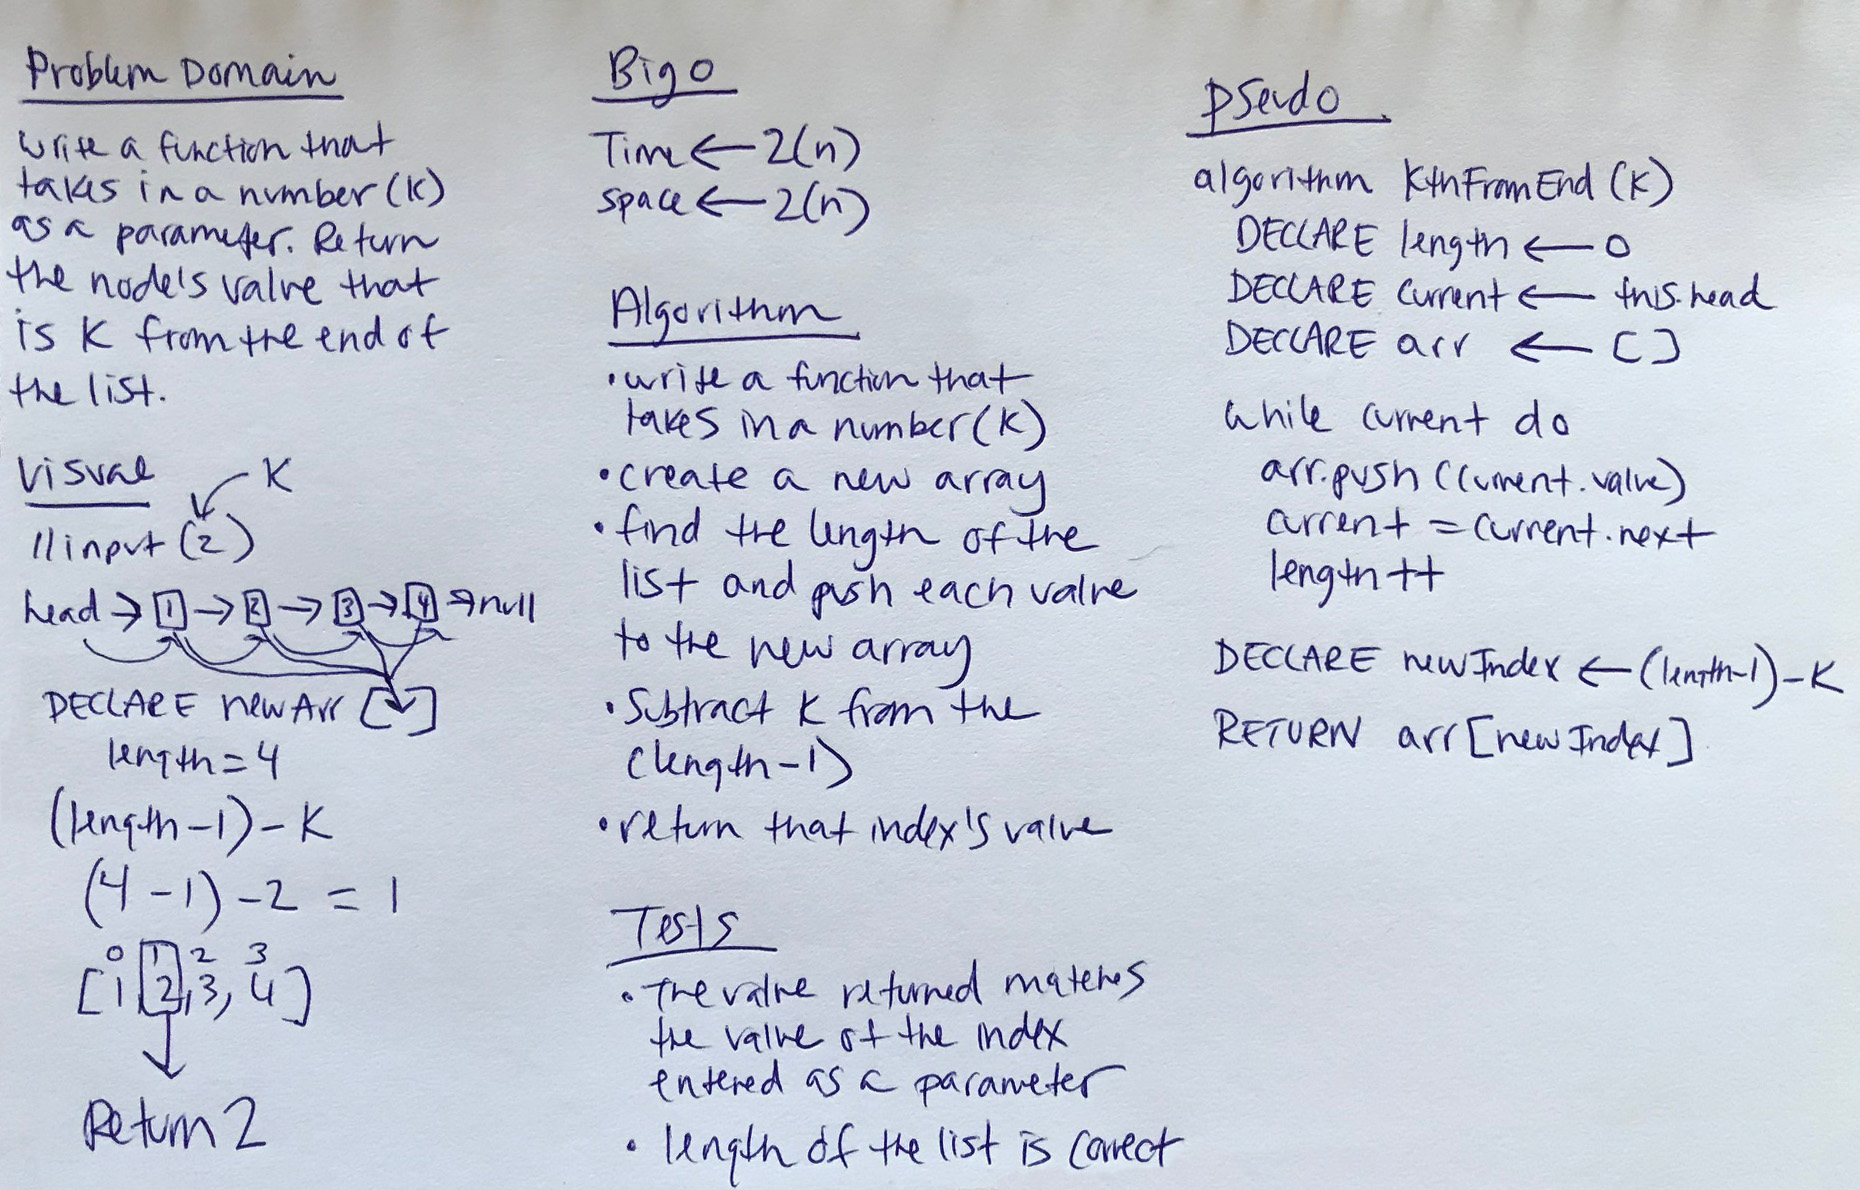 Problem Domain
write a function that
takes in a number (K)
as a parameter. Return
the node's value that
is K from the end of
the list.
Visual
K
//input (2)
head → 1 → 2 → 3 → 4 → null
DECLARE newArr [ ]
length = 4
(length-1) - K
(4-1) - 2 = 1
0 1 2 3
[1 2, 3, 4]
Return 2
Big O
Time ← 2(n)
space ← 2(n)
Algorithm
• write a function that
takes in a number (K)
• create a new array
• find the length of the
list and push each value
to the new array
• Subtract K from the
(length-1)
• return that index's value
Tests
• The value returned matches
the value of the index
entered as a parameter
• length of the list is correct
Pseudo
algorithm KthFromEnd (K)
DECLARE length ← 0
DECLARE current ← this.head
DECLARE arr ← []
while current do
arr.push (current.value)
current = current.next
length ++
DECLARE newIndex ← (length-1) - K
RETURN arr [newIndex]